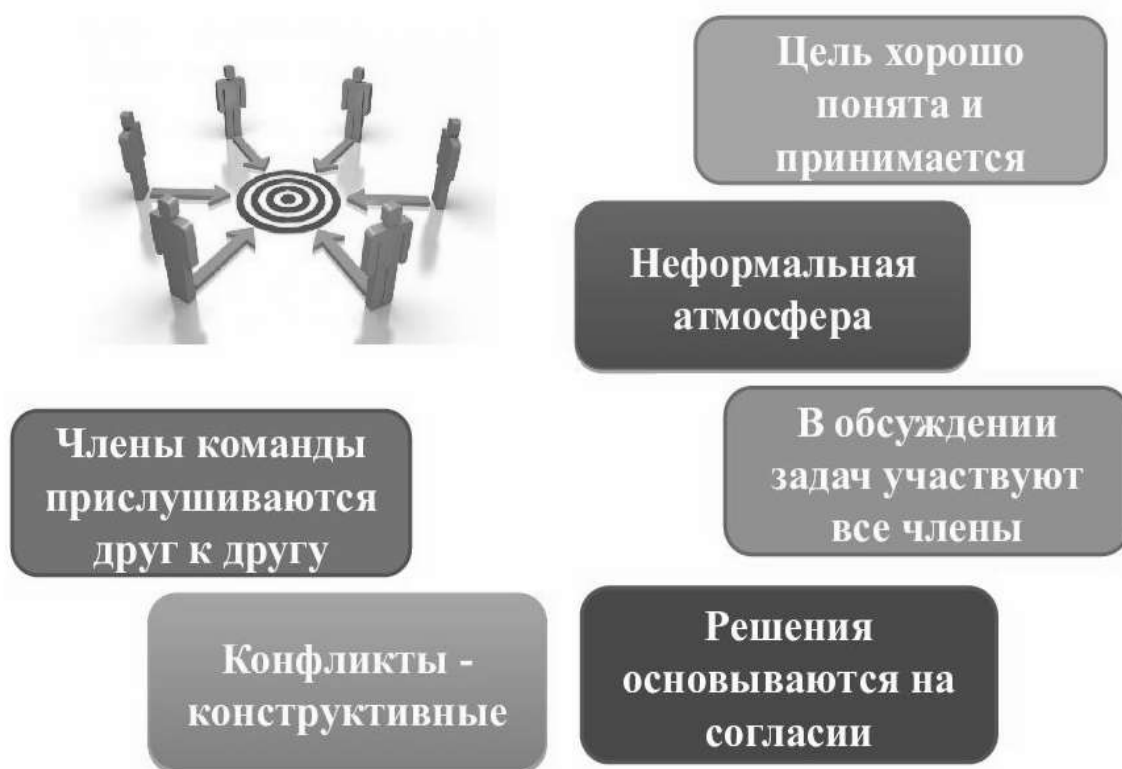 Цель хорошо
понята и
принимается
Неформальная
атмосфера
В обсуждении
задач участвуют
все члены
Члены команды
прислушиваются
друг к другу
Решения
основываются на
согласии
Конфликты -
конструктивные